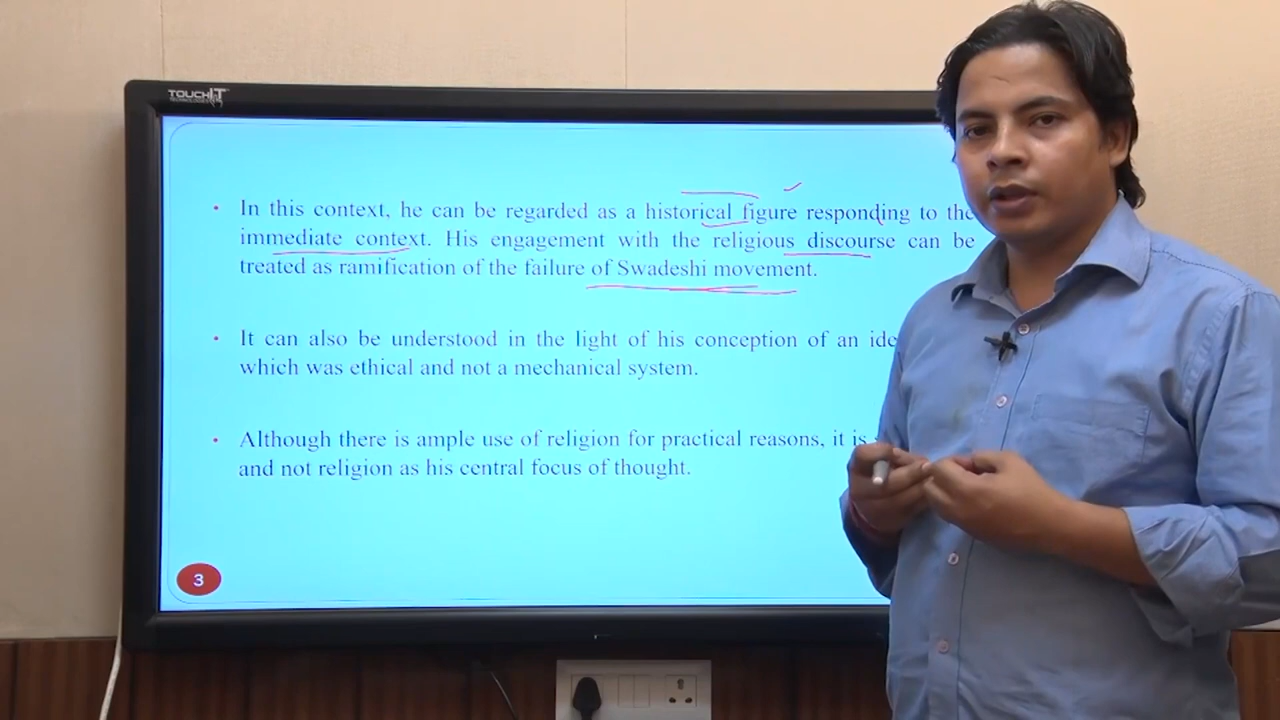 TOUCHIT
In this context, he can be regarded as a historical figure responding to the
immediate context. His engagement with the religious discourse can be
treated as ramification of the failure of Swadeshi movement.
It can also be understood in the light of his conception of an
which was ethical and not a mechanical system.
Although there is ample use of religion for practical reasons, it is
and not religion as his central focus of thought.
3